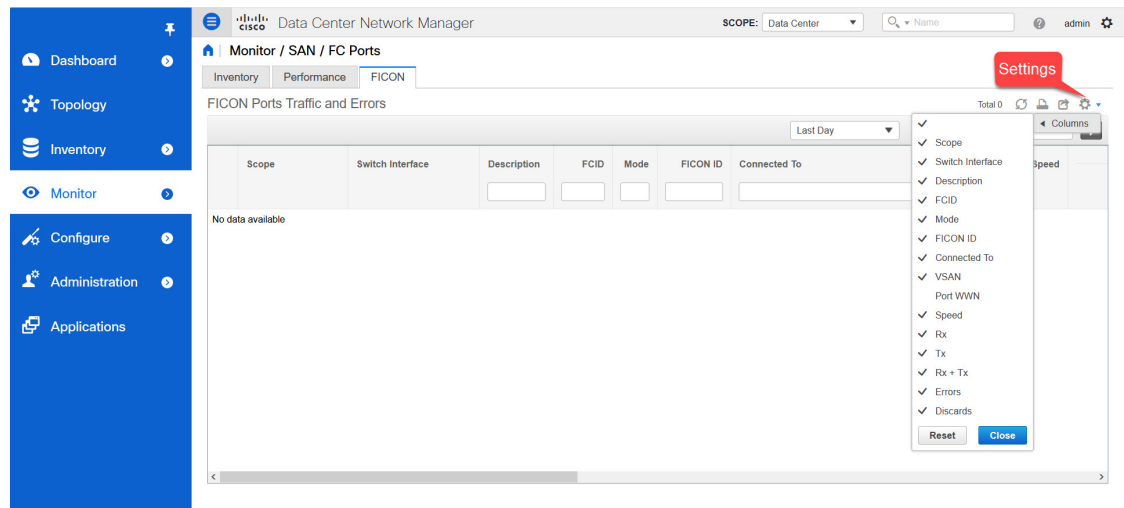 cisco Data Center Network Manager
SCOPE: Data Center Name admin
Monitor / SAN / FC Ports
Inventory Performance FICON
Settings
FICON Ports Traffic and Errors
Total 0
Last Day
Columns
Scope Switch Interface Description FCID Mode FICON ID Connected To Speed
No data available
Scope
Switch Interface
Description
FCID
Mode
FICON ID
Connected To
VSAN
Port WWN
Speed
Rx
Tx
Rx + Tx
Errors
Discards
Reset Close
Dashboard
Topology
Inventory
Monitor
Configure
Administration
Applications